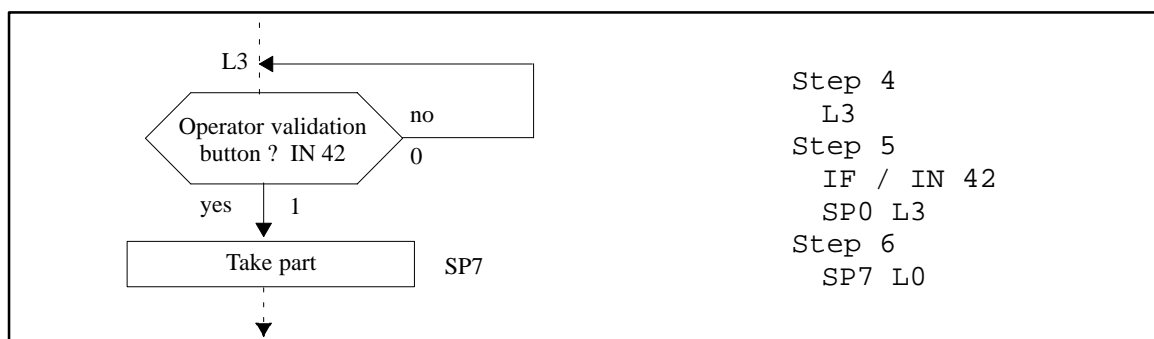 L3
Operator validation
button ? IN 42
no
0
yes 1
Take part
SP7
Step 4
L3
Step 5
IF / IN 42
SP0 L3
Step 6
SP7 L0